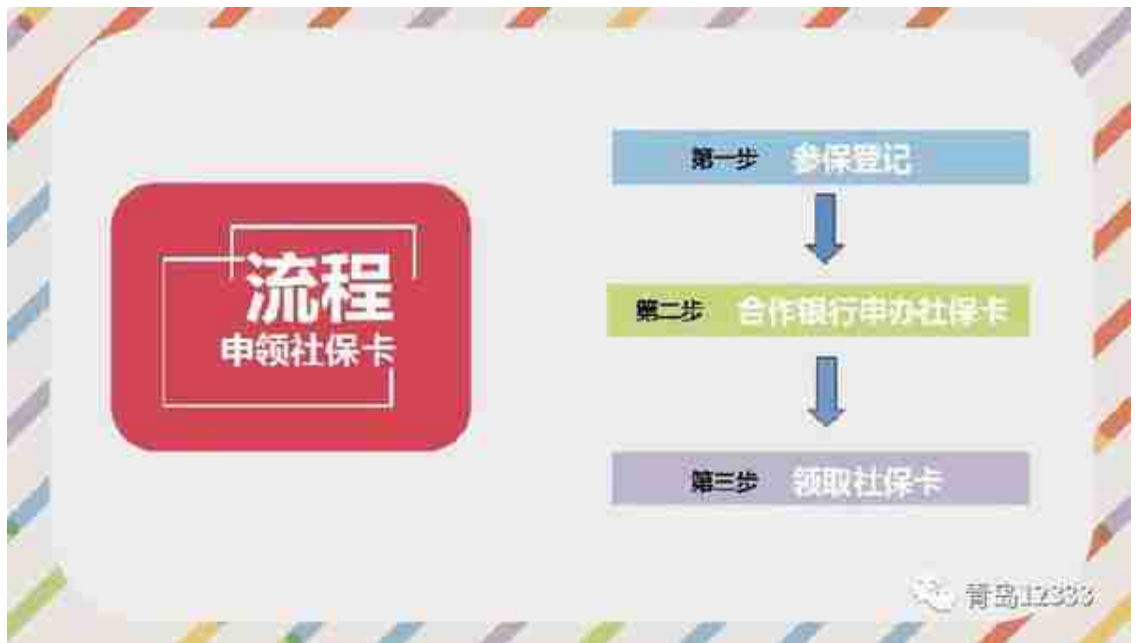 流程
申领社保卡
第一步 参保登记
第二步 合作银行申办社保卡
第三步 领取社保卡
青岛12333